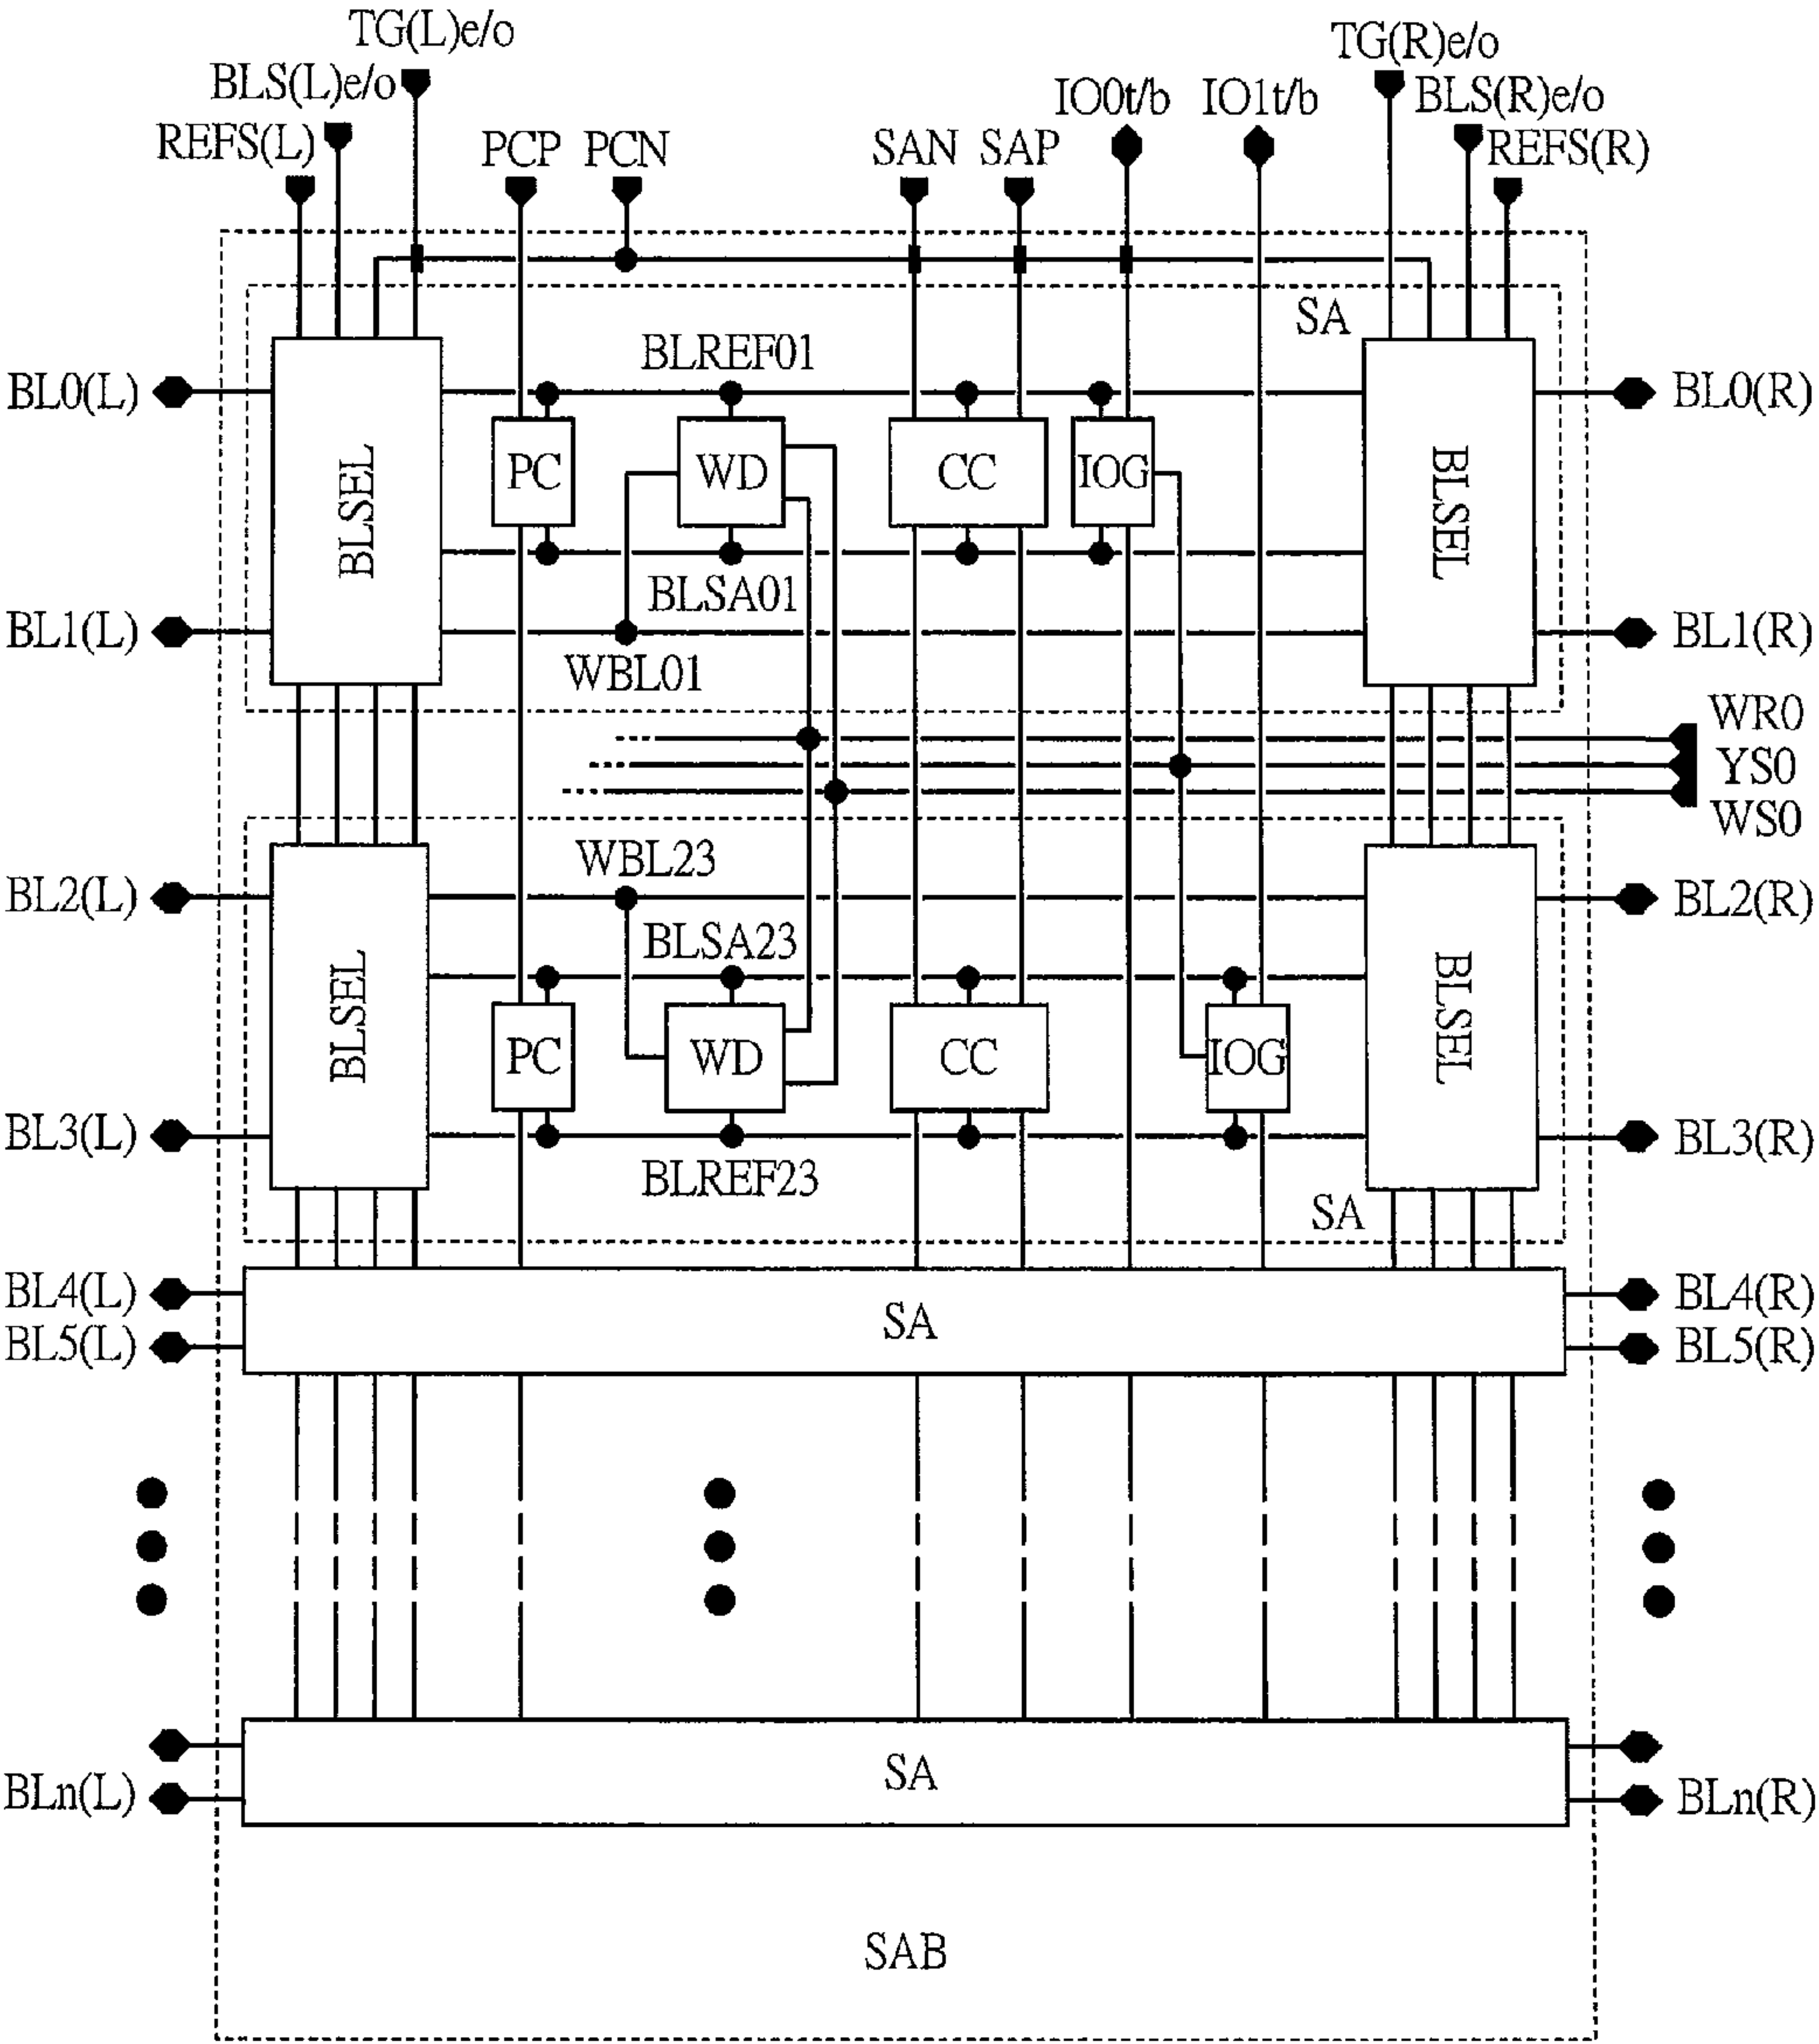 TG(L)e/o
BLS(L)e/o
REFS(L)
PCP
PCN
SAN
SAP
IO0t/b
IO1t/b
TG(R)e/o
BLS(R)e/o
REFS(R)
SA
BL0(L)
BLREF01
BL0(R)
BLSEL
PC
WD
CC
IOG
BLSEL
BLSA01
BL1(L)
WBL01
BL1(R)
WR0
YS0
WS0
BL2(L)
WBL23
BL2(R)
BLSA23
BLSEL
PC
WD
CC
IOG
BLSEL
BL3(L)
BLREF23
BL3(R)
SA
BL4(L)
BL5(L)
SA
BL4(R)
BL5(R)
SA
BLn(L)
BLn(R)
SAB